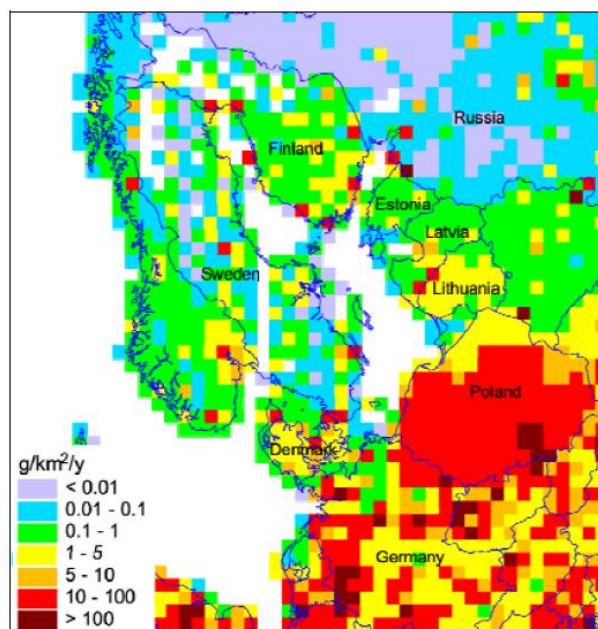 Russia
Finland
Estonia
Latvia
Sweden
Lithuania
Poland
Denmark
Germany
g/km²/y
< 0.01
0.01 - 0.1
0.1 - 1
1 - 5
5 - 10
10 - 100
> 100